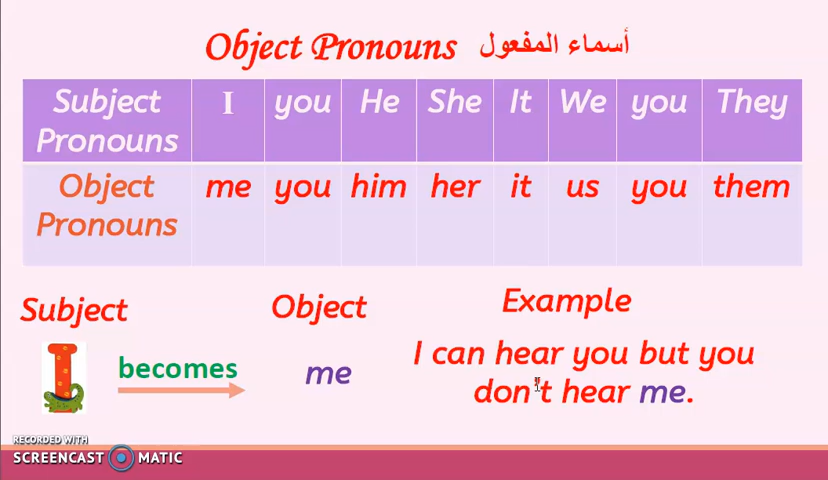 Object Pronouns أسماء المفعول
Subject Pronouns I you He She It We you They
Object Pronouns me you him her it us you them
Subject Object Example
I becomes me
I can hear you but you
don't hear me.
RECORDED WITH
SCREENCAST MATIC